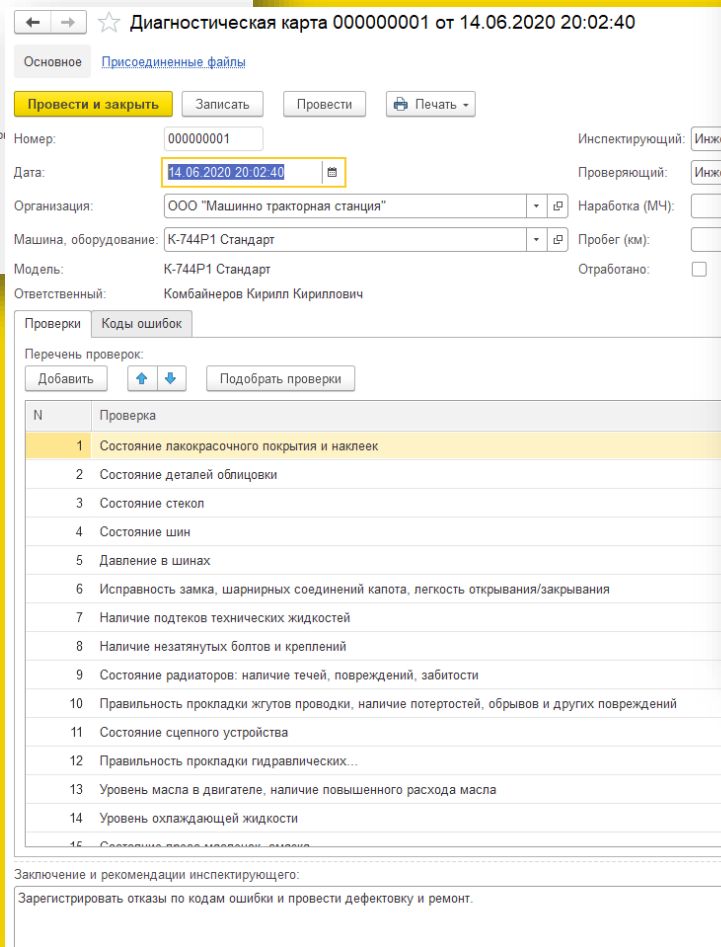 Диагностическая карта 000000001 от 14.06.2020 20:02:40
Основное Присоединенные файлы
Провести и закрыть Записать Провести Печать
Номер: 000000001 Инспектирующий:
Дата: 14.06.2020 20:02:40 Проверяющий:
Организация: ООО "Машинно тракторная станция" Наработка (МЧ):
Машина, оборудование: К-744Р1 Стандарт Пробег (км):
Модель: К-744Р1 Стандарт Отработано:
Ответственный: Комбайнеров Кирилл Кириллович
Проверки Коды ошибок
Перечень проверок:
Добавить Подобрать проверки
N Проверка
1 Состояние лакокрасочного покрытия и наклеек
2 Состояние деталей облицовки
3 Состояние стекол
4 Состояние шин
5 Давление в шинах
6 Исправность замка, шарнирных соединений капота, легкость открывания/закрывания
7 Наличие подтеков технических жидкостей
8 Наличие незатянутых болтов и креплений
9 Состояние радиаторов: наличие течей, повреждений, забитости
10 Правильность прокладки жгутов проводки, наличие потертостей, обрывов и других повреждений
11 Состояние сцепного устройства
12 Правильность прокладки гидравлических...
13 Уровень масла в двигателе, наличие повышенного расхода масла
14 Уровень охлаждающей жидкости
Заключение и рекомендации инспектирующего:
Зарегистрировать отказы по кодам ошибки и провести дефектовку и ремонт.